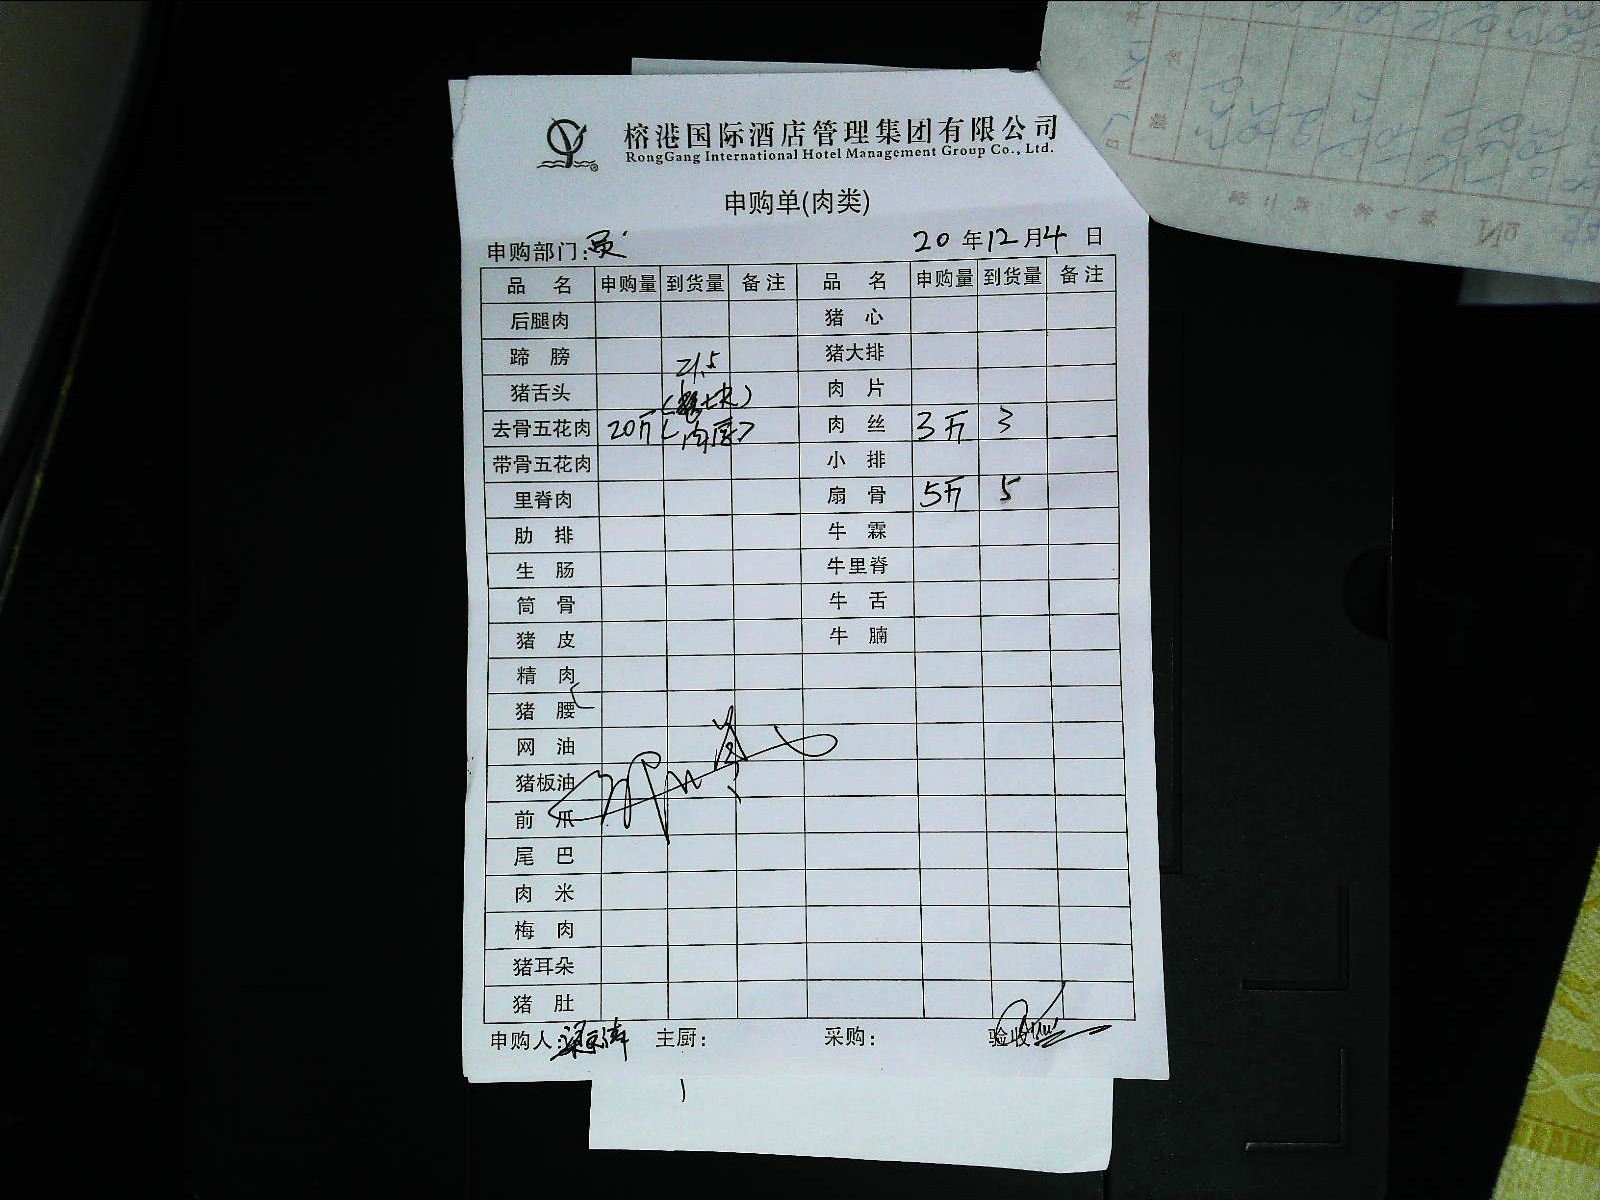 榕港国际酒店管理集团有限公司
RongGang International Hotel Management Group Co., Ltd.
申购单(肉类)
申购部门: 20年12月4日
品名 申购量 到货量 备注 品名 申购量 到货量 备注
后腿肉 猪心
蹄膀 21.5 猪大排
猪舌头 肉片
去骨五花肉 20斤 (肉厚) 肉丝 3斤 3
带骨五花肉 小排
里脊肉 扇骨 5斤 5
肋排 牛霖
生肠 牛里脊
筒骨 牛舌
猪皮 牛腩
精肉
猪腰
网油
猪板油
前爪
尾巴
肉米
梅肉
猪耳朵
猪肚
申购人: 主厨: 采购: 验收: